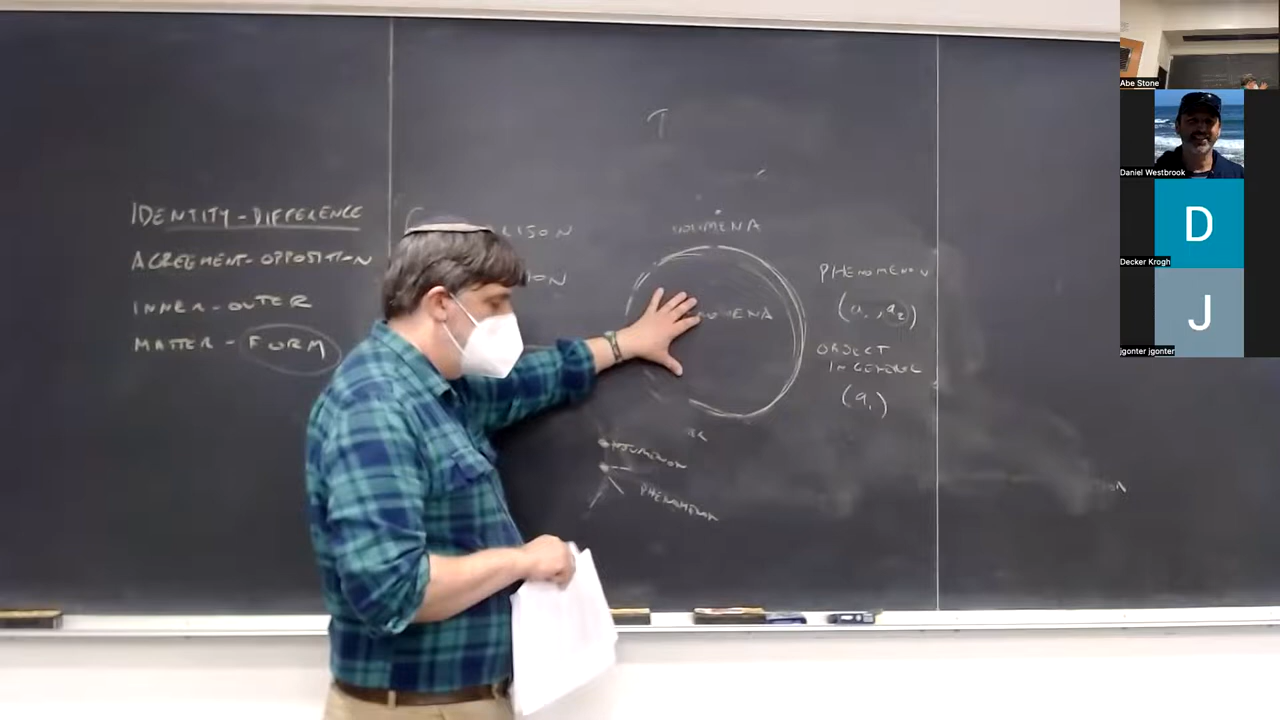 IDENTITY-DIFFERENCE
AGREEMENT-OPPOSITION
INNER-OUTER
MATTER-FORM
T
NOUMENA
PHENOMENON
(a₁, a₂)
OBJECT
IN GENERAL
(a₁)
NOUMENON
PHENOMENA
Abe Stone
Daniel Westbrook
D
Decker Krogh
J
jgonter jgonter